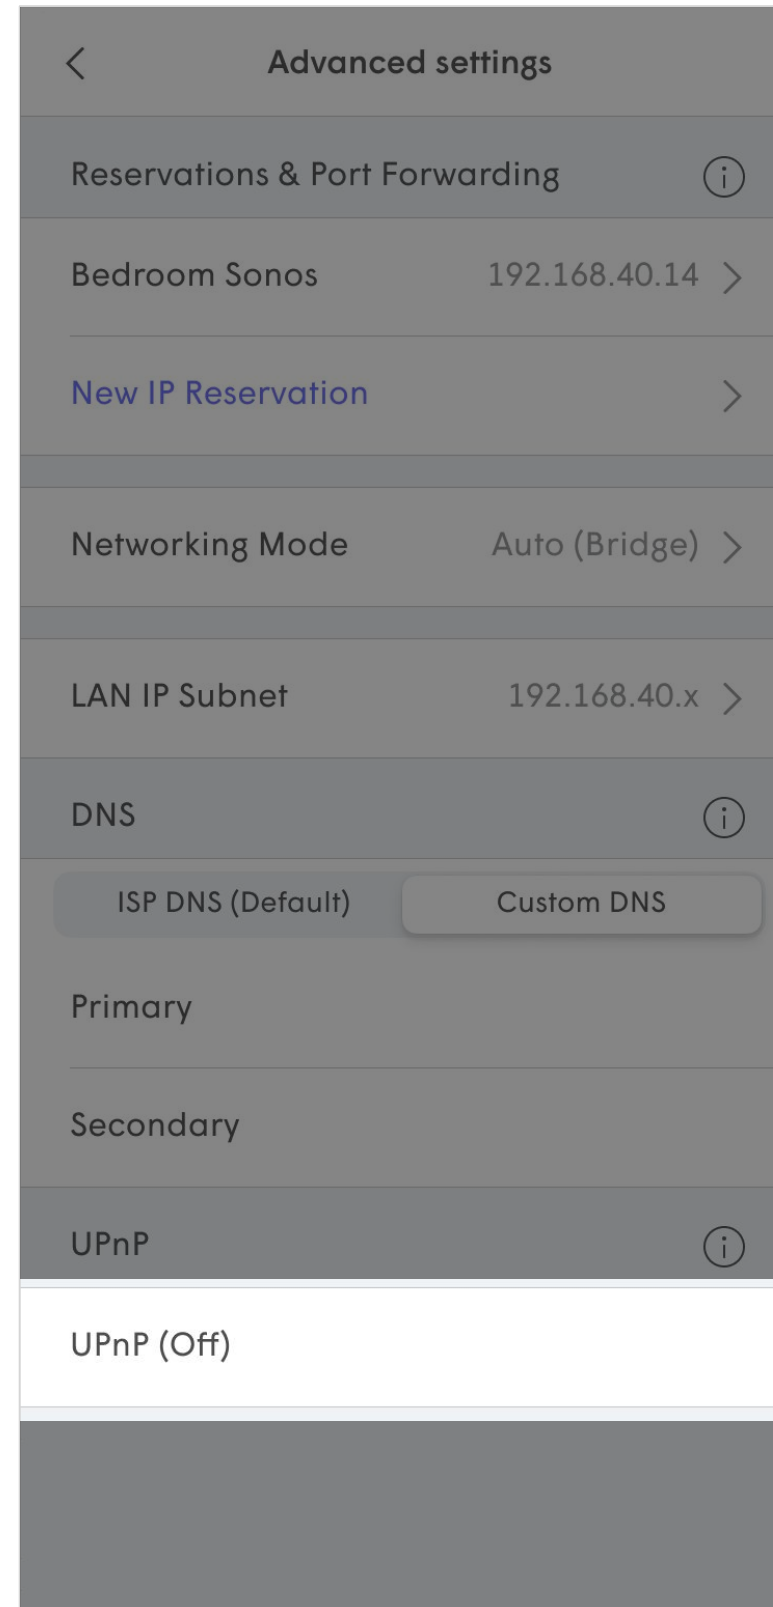 Advanced settings
Reservations & Port Forwarding
Bedroom Sonos 192.168.40.14
New IP Reservation
Networking Mode Auto (Bridge)
LAN IP Subnet 192.168.40.x
DNS
ISP DNS (Default) Custom DNS
Primary
Secondary
UPnP
UPnP (Off)